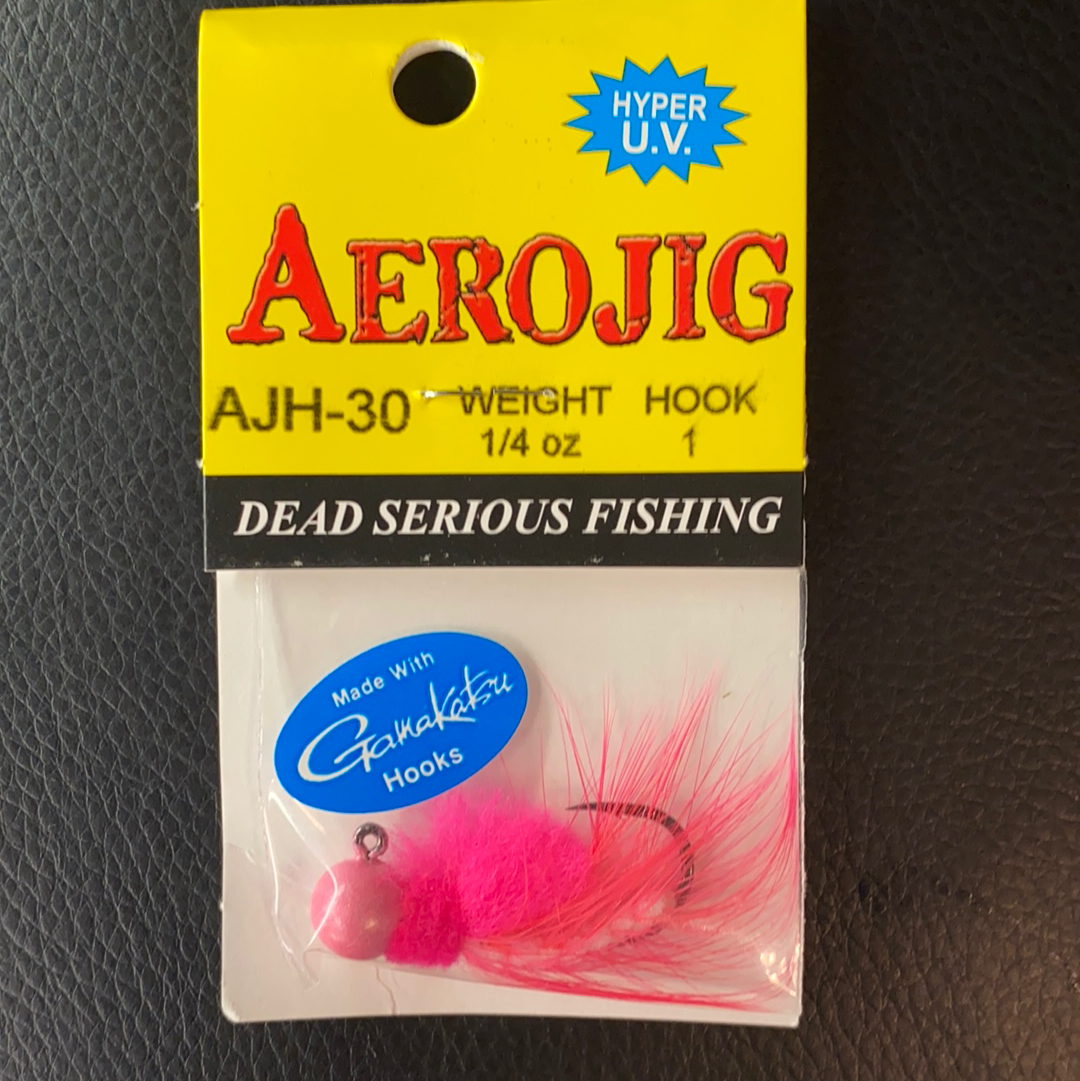 HYPER
U.V.
AEROJIG
AJH-30 WEIGHT HOOK
1/4 oz 1
DEAD SERIOUS FISHING
Made With
Gamakatsu
Hooks